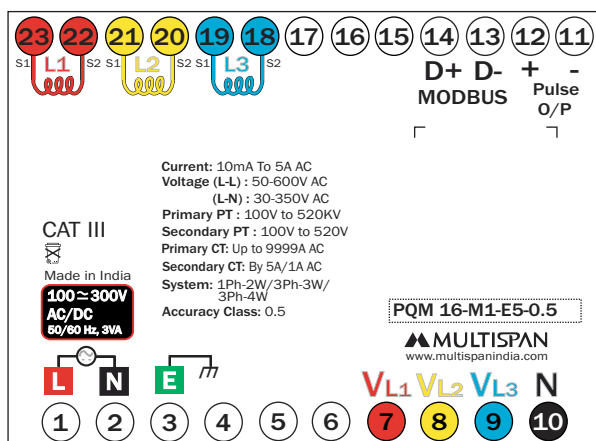 23 22 21 20 19 18 17 16 15 14 13 12 11
S1 L1 S2 S1 L2 S2 S1 L3 S2
D+ D- + -
MODBUS Pulse
O/P
Current: 10mA To 5A AC
Voltage (L-L) : 50-600V AC
(L-N) : 30-350V AC
Primary PT : 100V to 520KV
Secondary PT : 100V to 520V
Primary CT: Up to 9999A AC
Secondary CT: By 5A/1A AC
System: 1Ph-2W/3Ph-3W/
3Ph-4W
Accuracy Class: 0.5
CAT III
Made in India
100 ≃ 300V
AC/DC
50/60 Hz, 3VA
PQM 16-M1-E5-0.5
MULTISPAN
www.multispanindia.com
L N E VL1 VL2 VL3 N
1 2 3 4 5 6 7 8 9 10